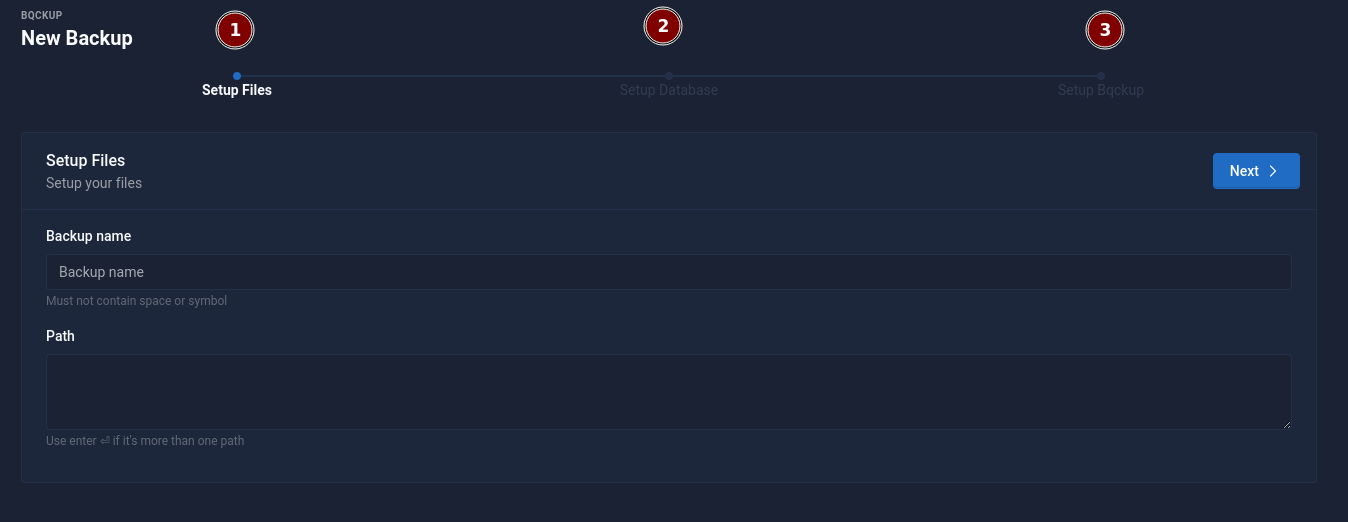 BQCKUP
New Backup
1
2
3
Setup Files
Setup Database
Setup Bqckup
Setup Files
Setup your files
Next
Backup name
Backup name
Must not contain space or symbol
Path
Use enter ⏎ if it's more than one path